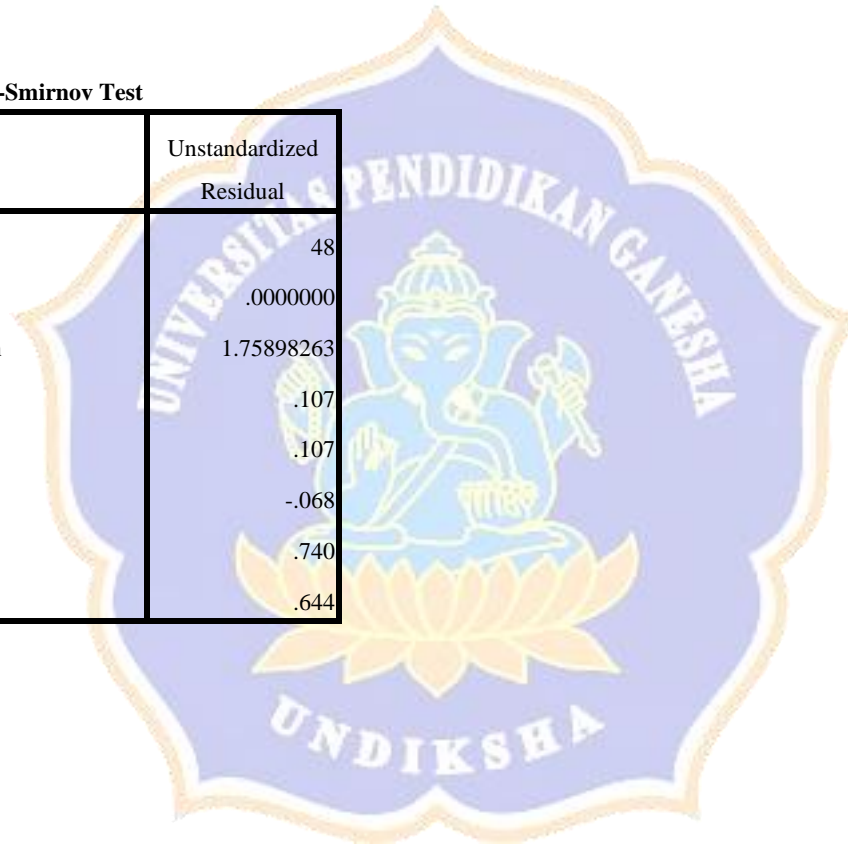 -Smirnov Test
Unstandardized
Residual
48
.0000000
n 1.75898263
.107
.107
-.068
.740
.644
UNIVERSITAS PENDIDIKAN GANESHA
UNDIKSHA